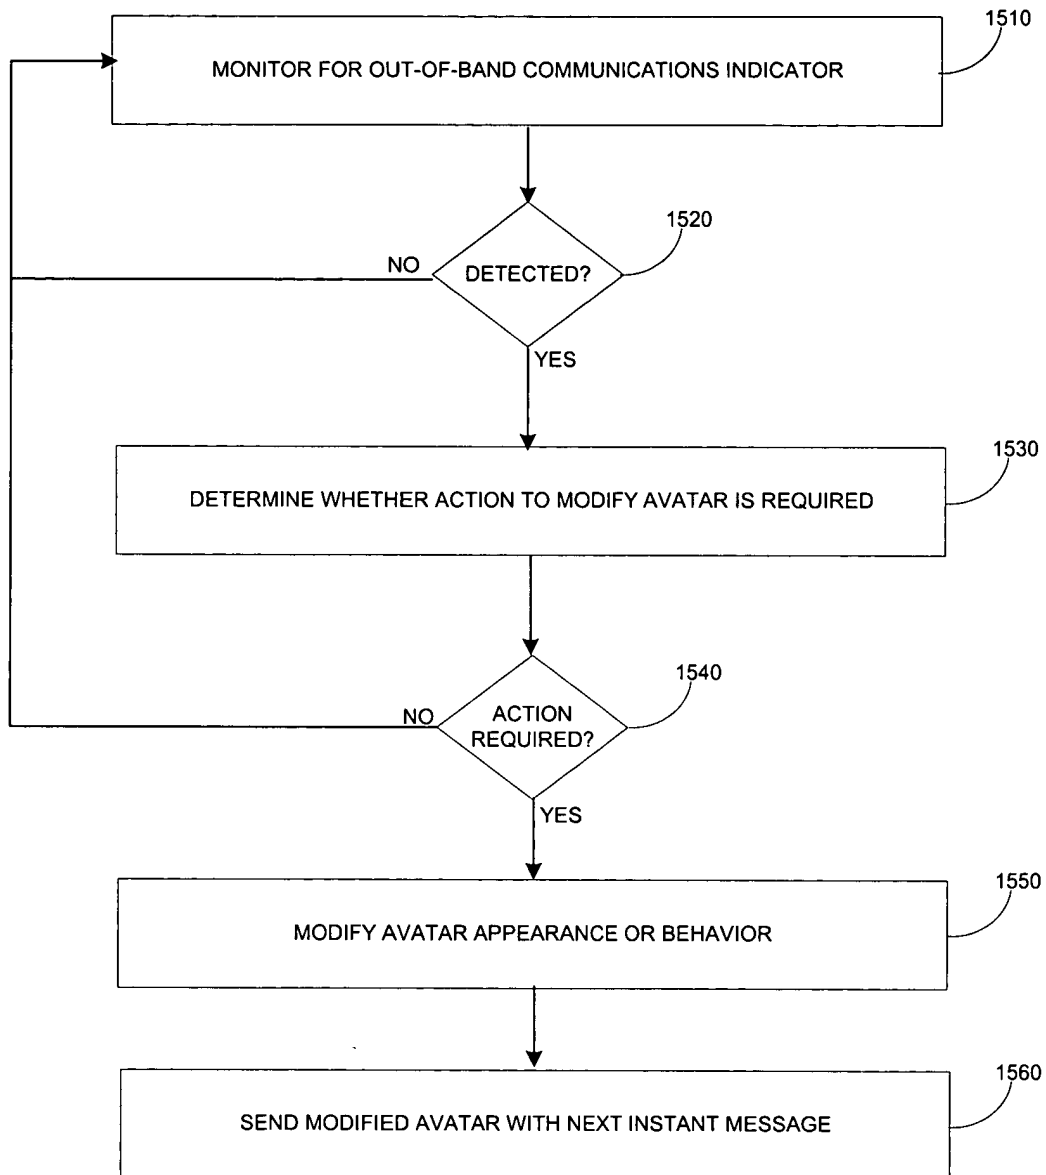 1510
MONITOR FOR OUT-OF-BAND COMMUNICATIONS INDICATOR
1520
NO
DETECTED?
YES
1530
DETERMINE WHETHER ACTION TO MODIFY AVATAR IS REQUIRED
1540
NO
ACTION
REQUIRED?
YES
1550
MODIFY AVATAR APPEARANCE OR BEHAVIOR
1560
SEND MODIFIED AVATAR WITH NEXT INSTANT MESSAGE